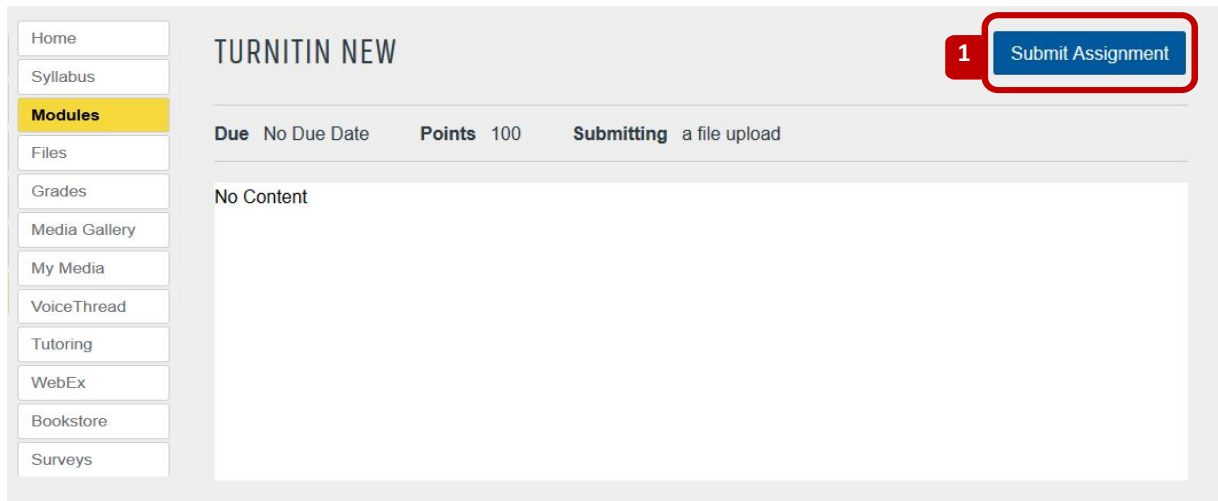 Home
Syllabus
Modules
Files
Grades
Media Gallery
My Media
VoiceThread
Tutoring
WebEx
Bookstore
Surveys
TURNITIN NEW
1 Submit Assignment
Due No Due Date Points 100 Submitting a file upload
No Content